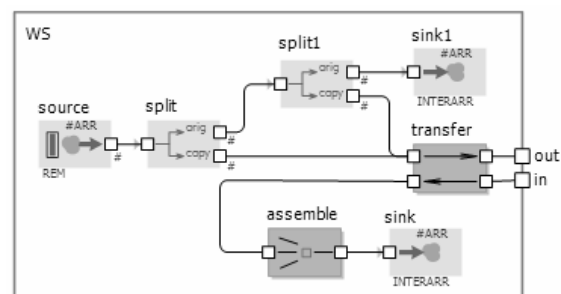 WS
sink1
#ARR
INTERARR
split1
orig
#
copy
#
source
#ARR
#
REM
split
orig
#
copy
#
transfer
out
in
assemble
sink
#ARR
INTERARR